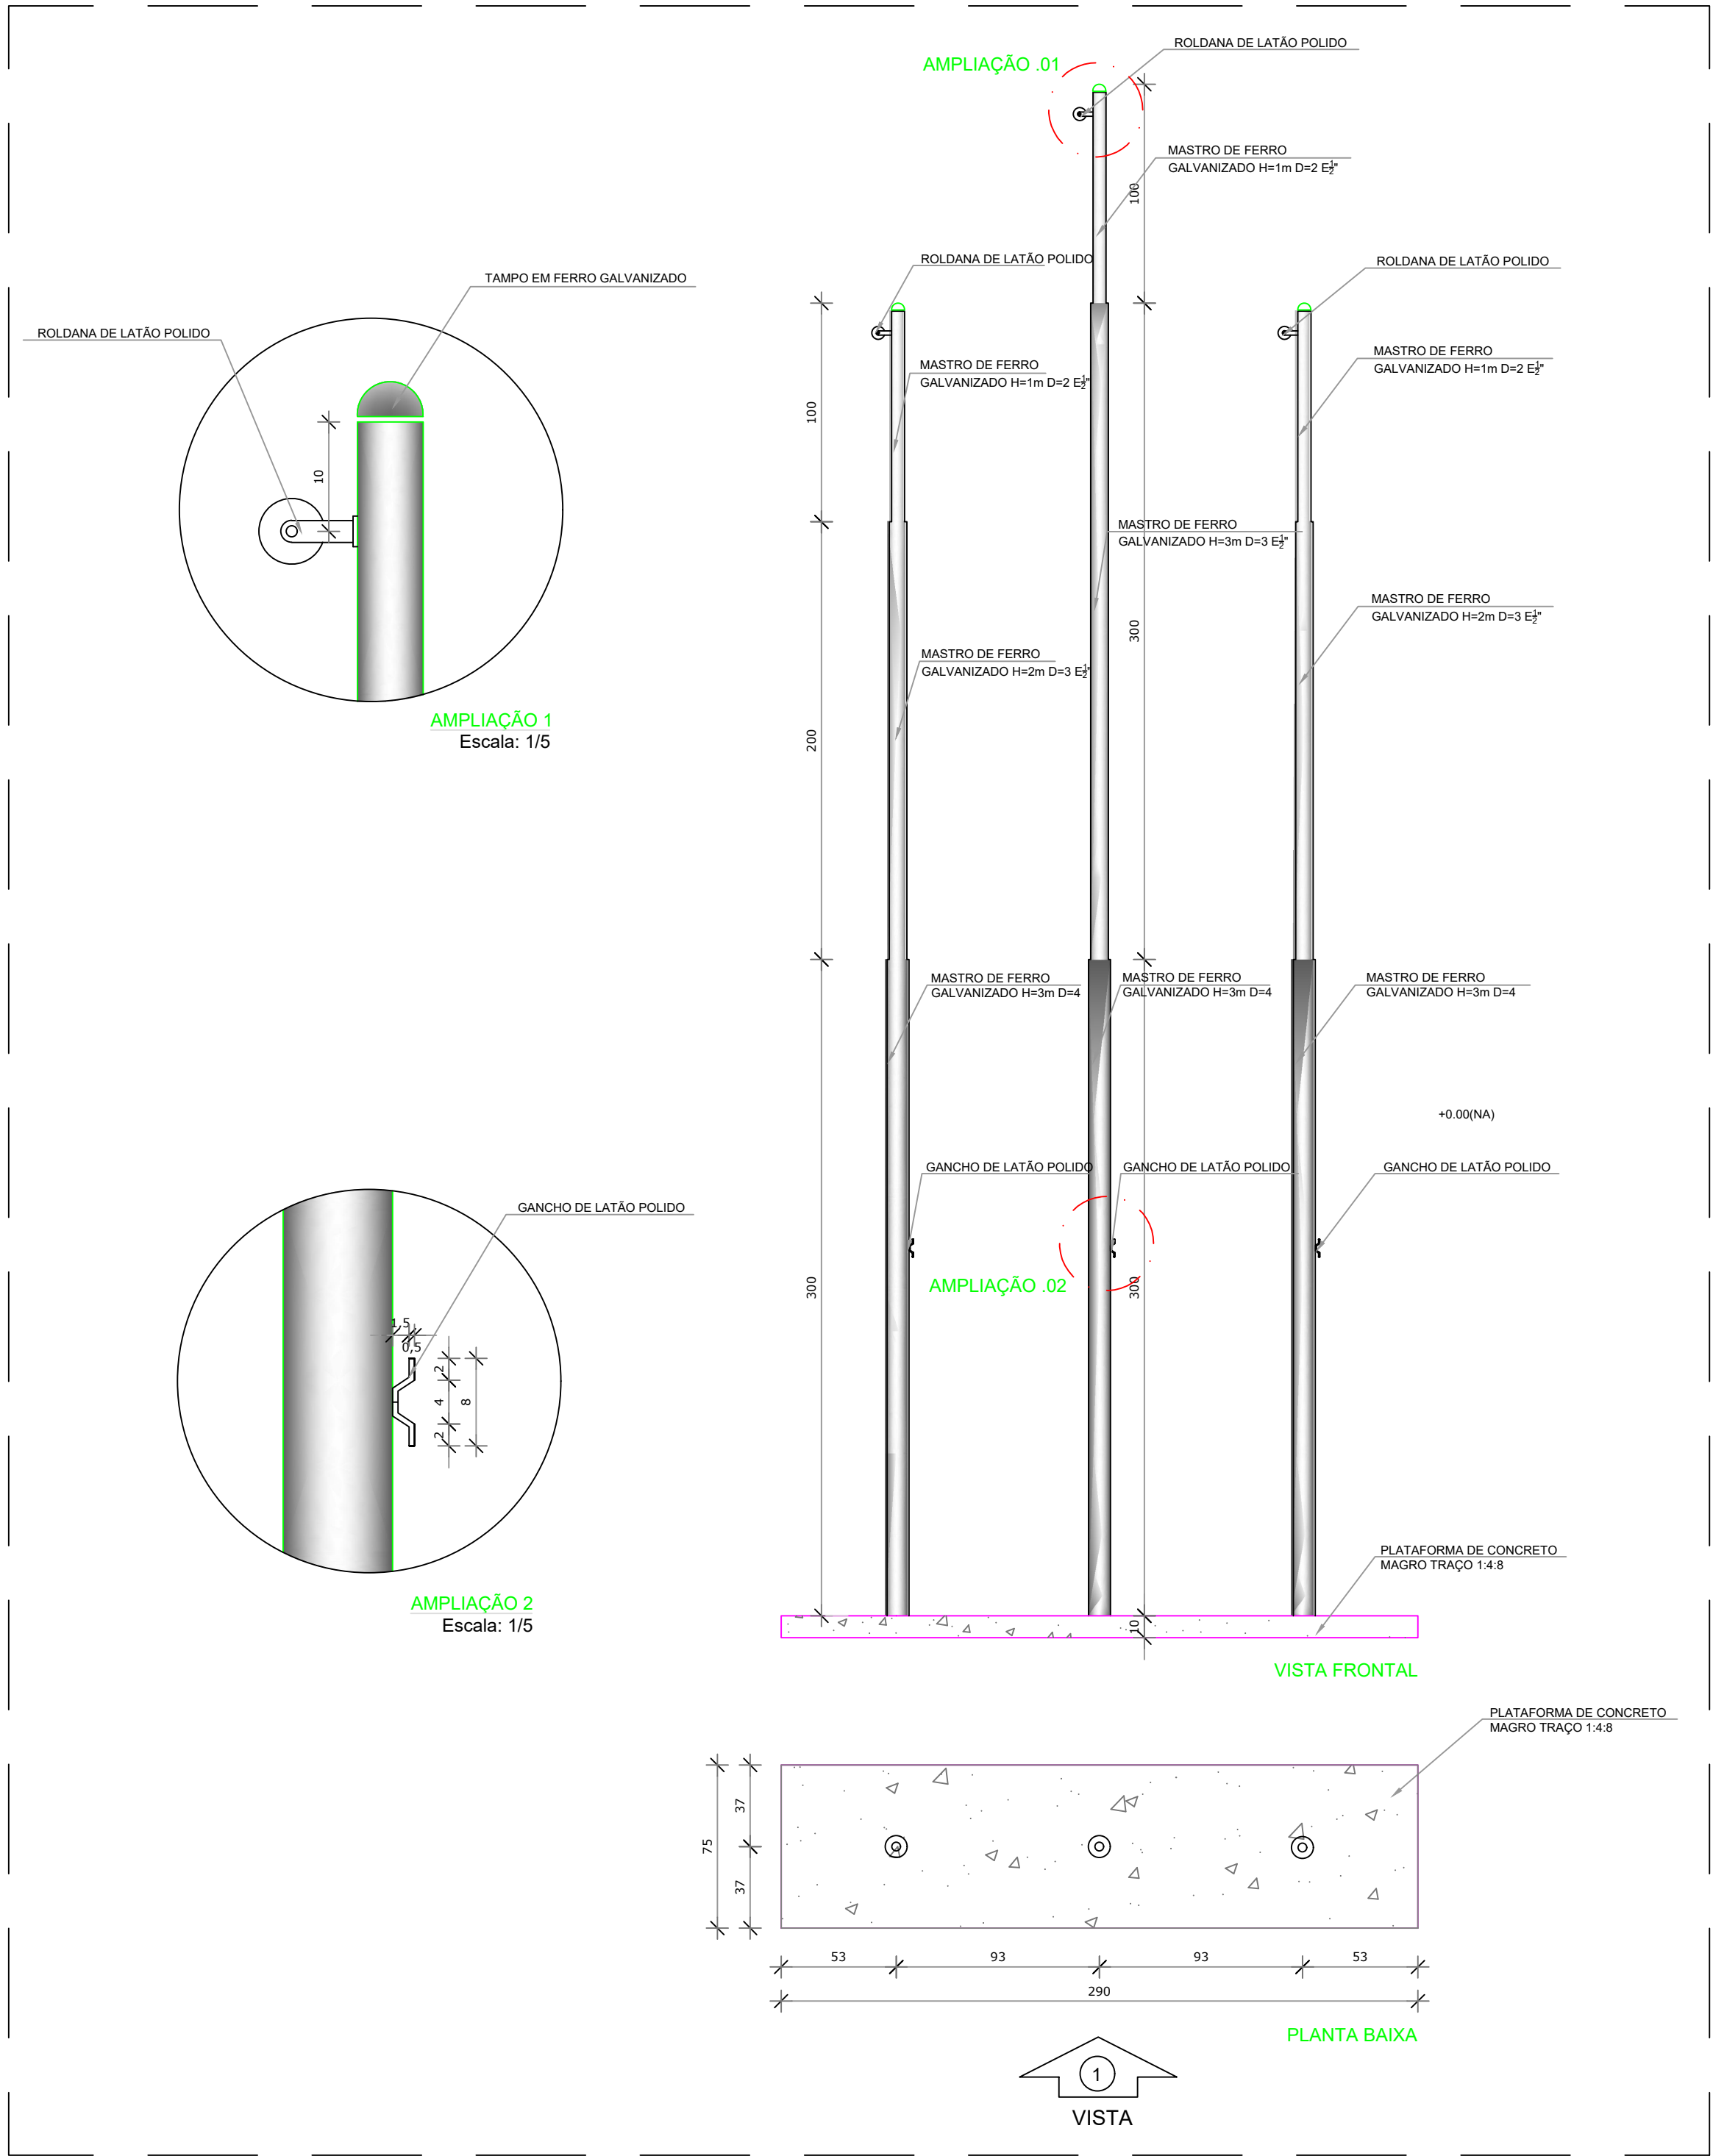 ROLDANA DE LATÃO POLIDO
AMPLIAÇÃO .01
MASTRO DE FERRO
GALVANIZADO H=1m D=2 E½"
100
ROLDANA DE LATÃO POLIDO
ROLDANA DE LATÃO POLIDO
TAMPO EM FERRO GALVANIZADO
ROLDANA DE LATÃO POLIDO
10
AMPLIAÇÃO 1
Escala: 1/5
MASTRO DE FERRO
GALVANIZADO H=1m D=2 E½"
MASTRO DE FERRO
GALVANIZADO H=1m D=2 E½"
100
MASTRO DE FERRO
GALVANIZADO H=3m D=3 E½"
MASTRO DE FERRO
GALVANIZADO H=2m D=3 E½"
300
MASTRO DE FERRO
GALVANIZADO H=2m D=3 E½"
200
MASTRO DE FERRO
GALVANIZADO H=3m D=4
MASTRO DE FERRO
GALVANIZADO H=3m D=4
MASTRO DE FERRO
GALVANIZADO H=3m D=4
+0.00(NA)
GANCHO DE LATÃO POLIDO
GANCHO DE LATÃO POLIDO
GANCHO DE LATÃO POLIDO
GANCHO DE LATÃO POLIDO
AMPLIAÇÃO .02
300
300
1,5
0,5
2
4
8
2
AMPLIAÇÃO 2
Escala: 1/5
PLATAFORMA DE CONCRETO
MAGRO TRAÇO 1:4:8
10
VISTA FRONTAL
PLATAFORMA DE CONCRETO
MAGRO TRAÇO 1:4:8
37
75
37
53
93
93
53
290
PLANTA BAIXA
1
VISTA